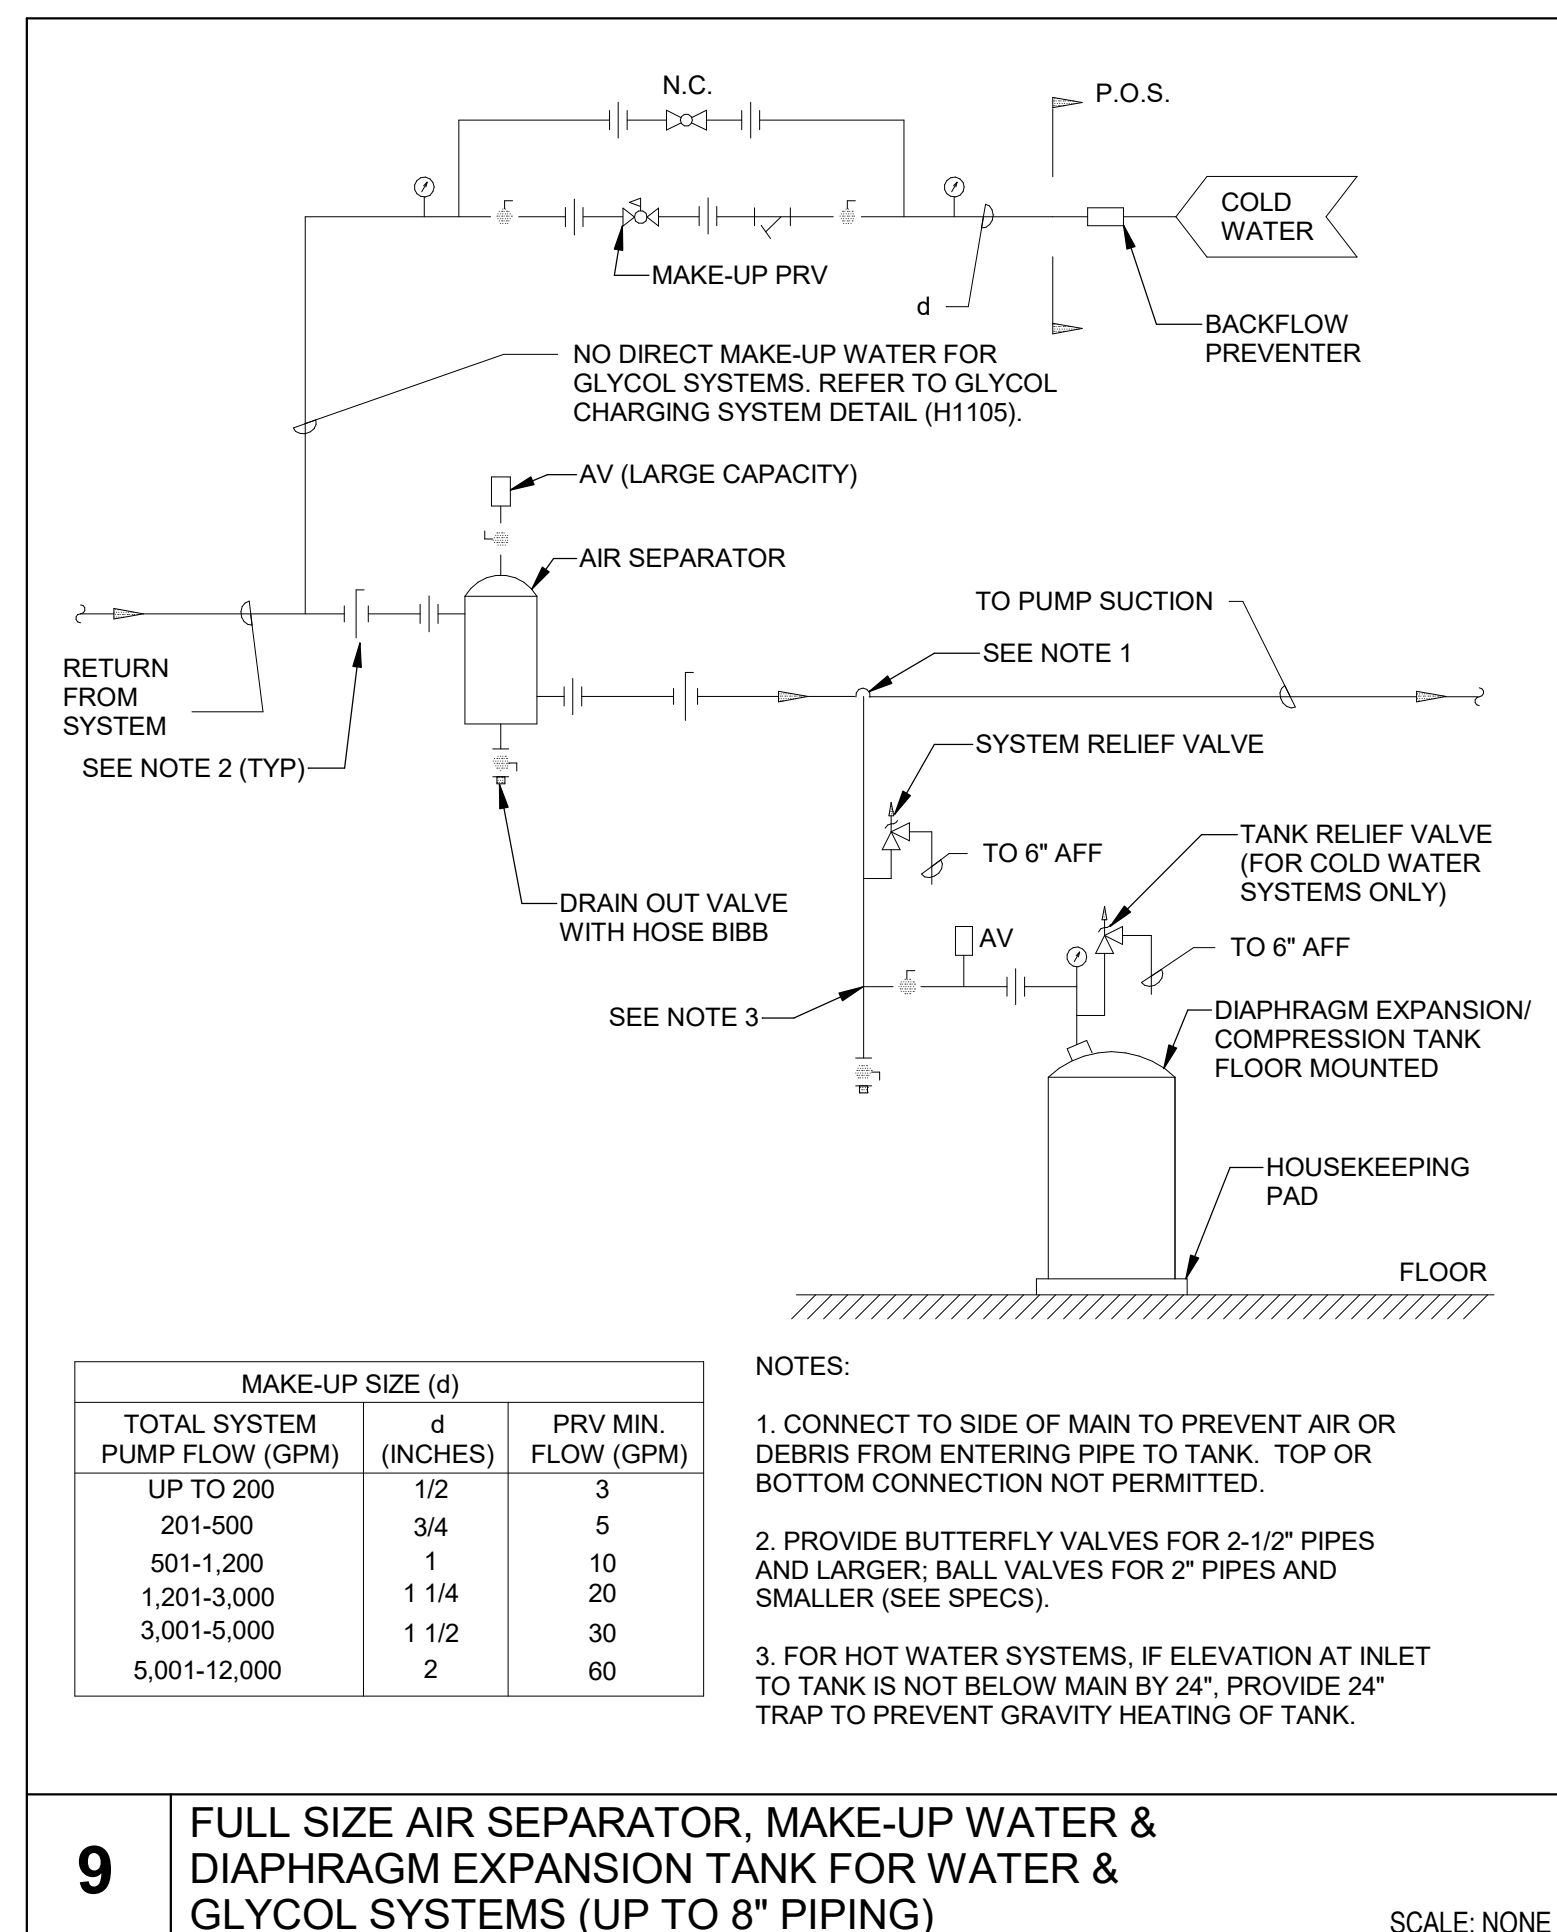 N.C.
P.O.S.
COLD
WATER
MAKE-UP PRV
d
BACKFLOW
PREVENTER
NO DIRECT MAKE-UP WATER FOR
GLYCOL SYSTEMS. REFER TO GLYCOL
CHARGING SYSTEM DETAIL (H1105).
AV (LARGE CAPACITY)
AIR SEPARATOR
TO PUMP SUCTION
SEE NOTE 1
RETURN
FROM
SYSTEM
SEE NOTE 2 (TYP)
SYSTEM RELIEF VALVE
TO 6" AFF
TANK RELIEF VALVE
(FOR COLD WATER
SYSTEMS ONLY)
DRAIN OUT VALVE
WITH HOSE BIBB
AV
TO 6" AFF
SEE NOTE 3
DIAPHRAGM EXPANSION/
COMPRESSION TANK
FLOOR MOUNTED
HOUSEKEEPING
PAD
FLOOR
MAKE-UP SIZE (d)
TOTAL SYSTEM d PRV MIN.
PUMP FLOW (GPM) (INCHES) FLOW (GPM)
UP TO 200 1/2 3
201-500 3/4 5
501-1,200 1 10
1,201-3,000 1 1/4 20
3,001-5,000 1 1/2 30
5,001-12,000 2 60
NOTES:
1. CONNECT TO SIDE OF MAIN TO PREVENT AIR OR
DEBRIS FROM ENTERING PIPE TO TANK. TOP OR
BOTTOM CONNECTION NOT PERMITTED.
2. PROVIDE BUTTERFLY VALVES FOR 2-1/2" PIPES
AND LARGER; BALL VALVES FOR 2" PIPES AND
SMALLER (SEE SPECS).
3. FOR HOT WATER SYSTEMS, IF ELEVATION AT INLET
TO TANK IS NOT BELOW MAIN BY 24", PROVIDE 24"
TRAP TO PREVENT GRAVITY HEATING OF TANK.
9
FULL SIZE AIR SEPARATOR, MAKE-UP WATER &
DIAPHRAGM EXPANSION TANK FOR WATER &
GLYCOL SYSTEMS (UP TO 8" PIPING)
SCALE: NONE